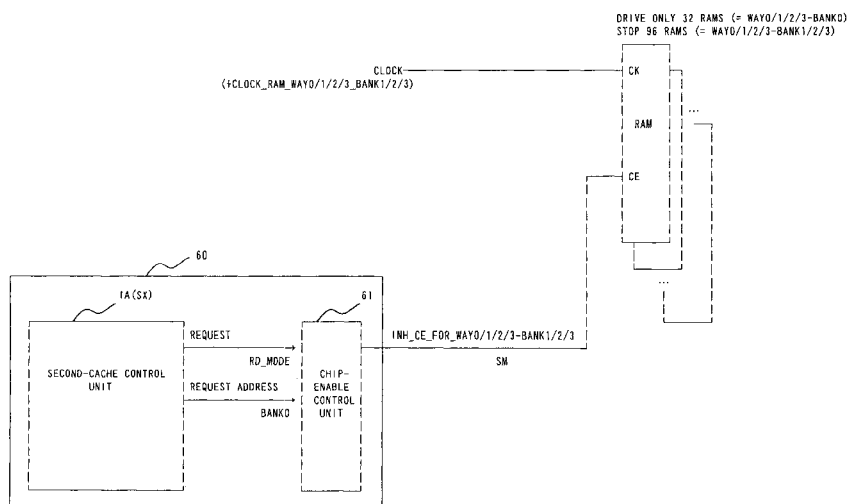 DRIVE ONLY 32 RAMS (= WAY0/1/2/3-BANK0)
STOP 96 RAMS (= WAY0/1/2/3-BANK1/2/3)
CLOCK
(+CLOCK_RAM_WAY0/1/2/3_BANK1/2/3)
CK
...
RAM
CE
...
60
1A(SX)
61
REQUEST
INH_CE_FOR_WAY0/1/2/3-BANK1/2/3
RD_MODE
SM
SECOND-CACHE CONTROL
UNIT
CHIP-
ENABLE
CONTROL
UNIT
REQUEST ADDRESS
BANK0